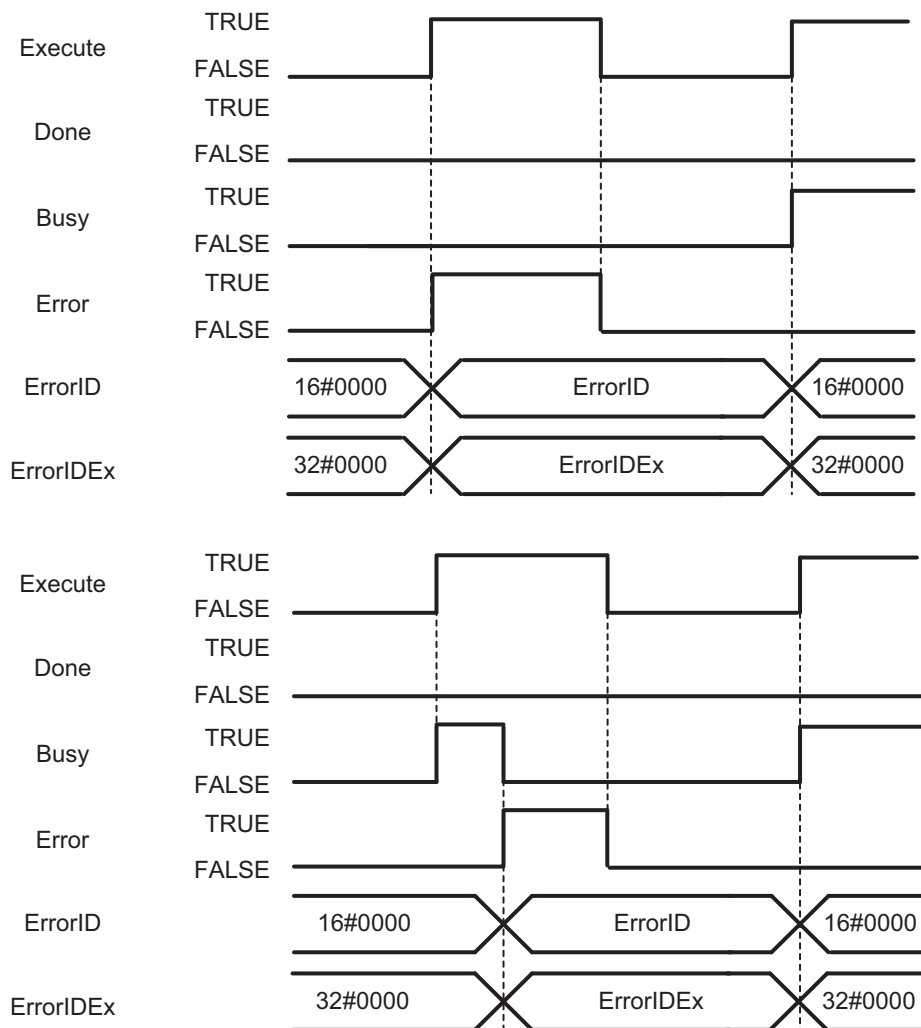 TRUE
Execute
FALSE
TRUE
Done
FALSE
TRUE
Busy
FALSE
TRUE
Error
FALSE
ErrorID 16#0000 ErrorID 16#0000
ErrorIDEx 32#0000 ErrorIDEx 32#0000
TRUE
Execute
FALSE
TRUE
Done
FALSE
TRUE
Busy
FALSE
TRUE
Error
FALSE
ErrorID 16#0000 ErrorID 16#0000
ErrorIDEx 32#0000 ErrorIDEx 32#0000